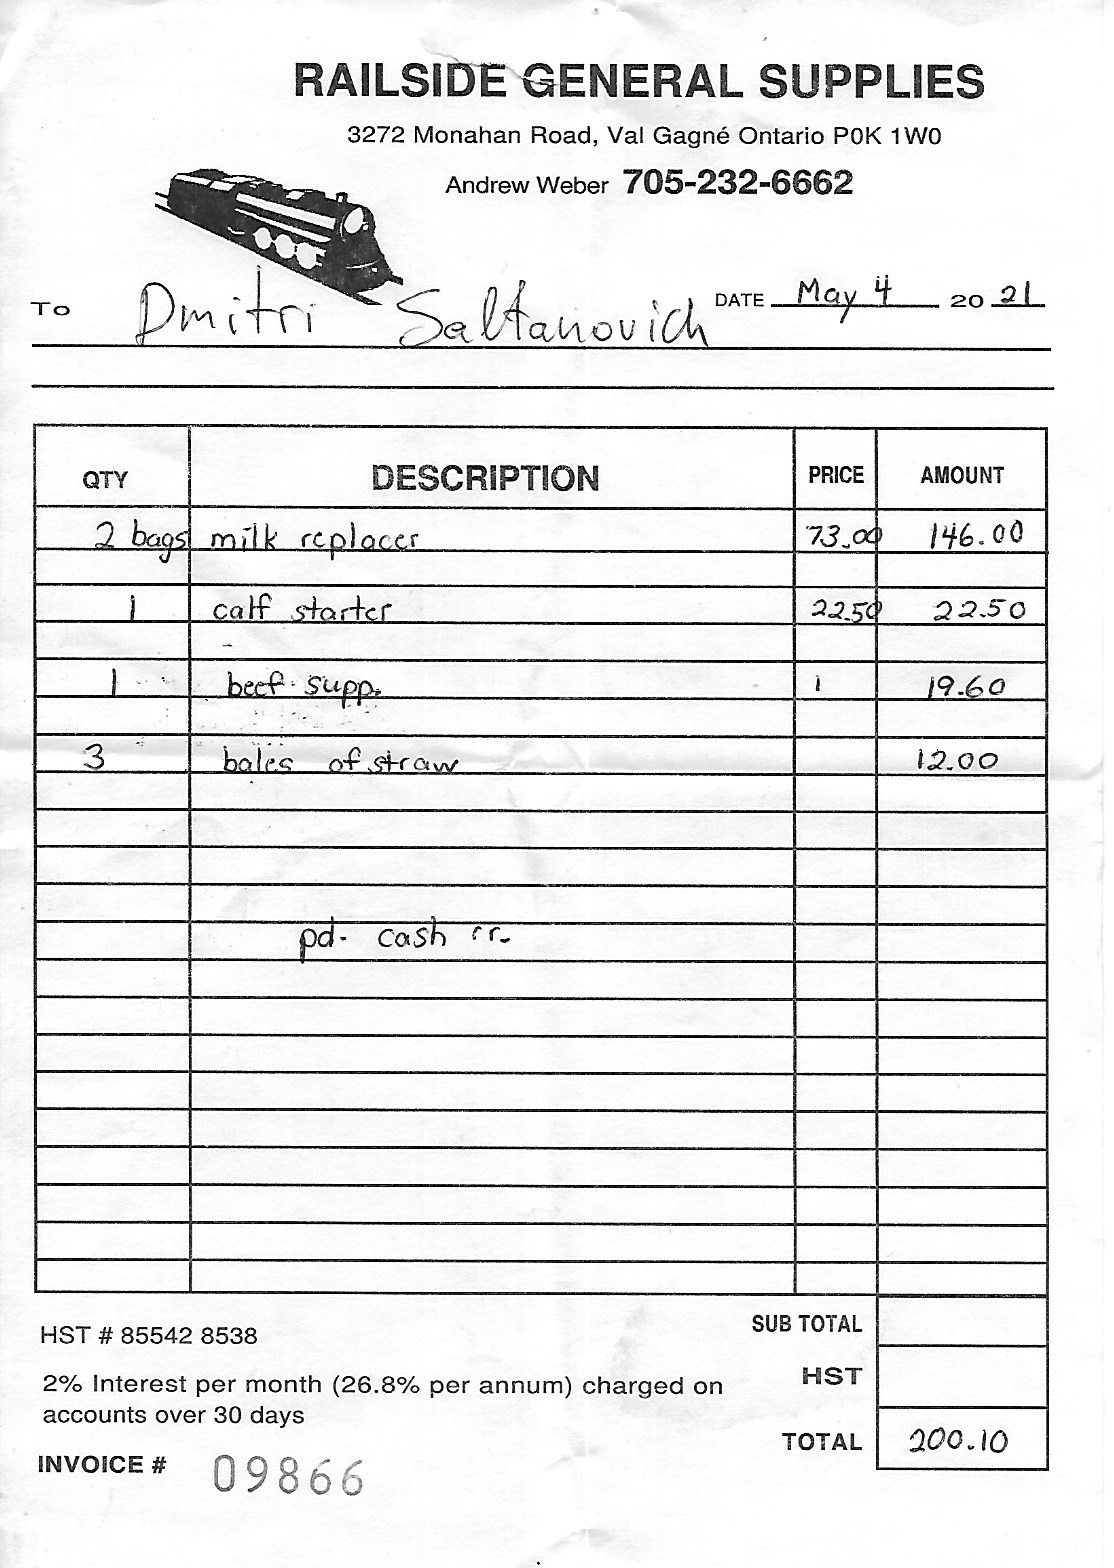 RAILSIDE GENERAL SUPPLIES
3272 Monahan Road, Val Gagné Ontario P0K 1W0
Andrew Weber 705-232-6662
TO Dmitri Saltanovich DATE May 4 20 21
QTY DESCRIPTION PRICE AMOUNT
2 bags milk replacer 73.00 146.00
1 calf starter 22.50 22.50
1 beef supp. 19.60
3 bales of straw 12.00
pd. cash
SUB TOTAL
HST # 85542 8538
HST
2% Interest per month (26.8% per annum) charged on
accounts over 30 days
TOTAL 200.10
INVOICE # 09866